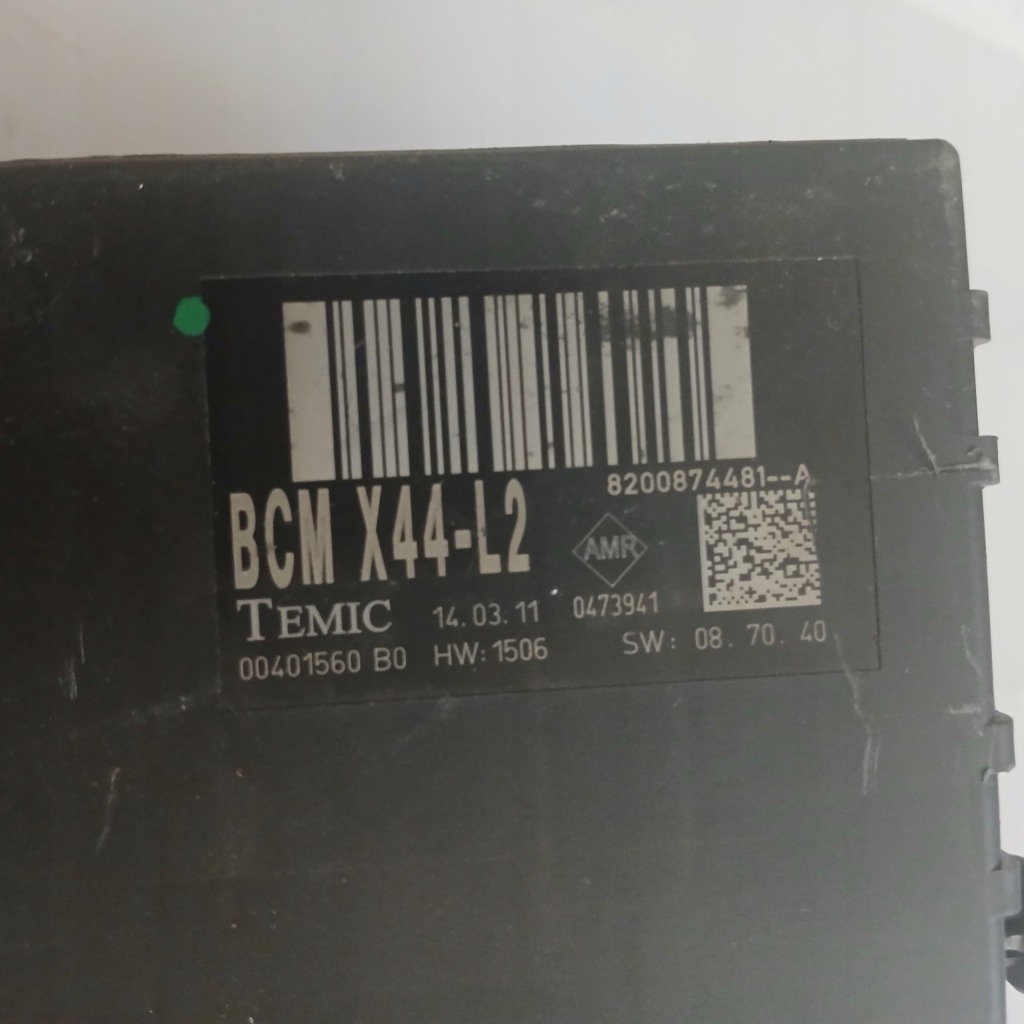 8200874481--A
BCM X44-L2
AMR
TEMIC 14.03.11 0473941
00401560 B0 HW:1506 SW: 08. 70. 40